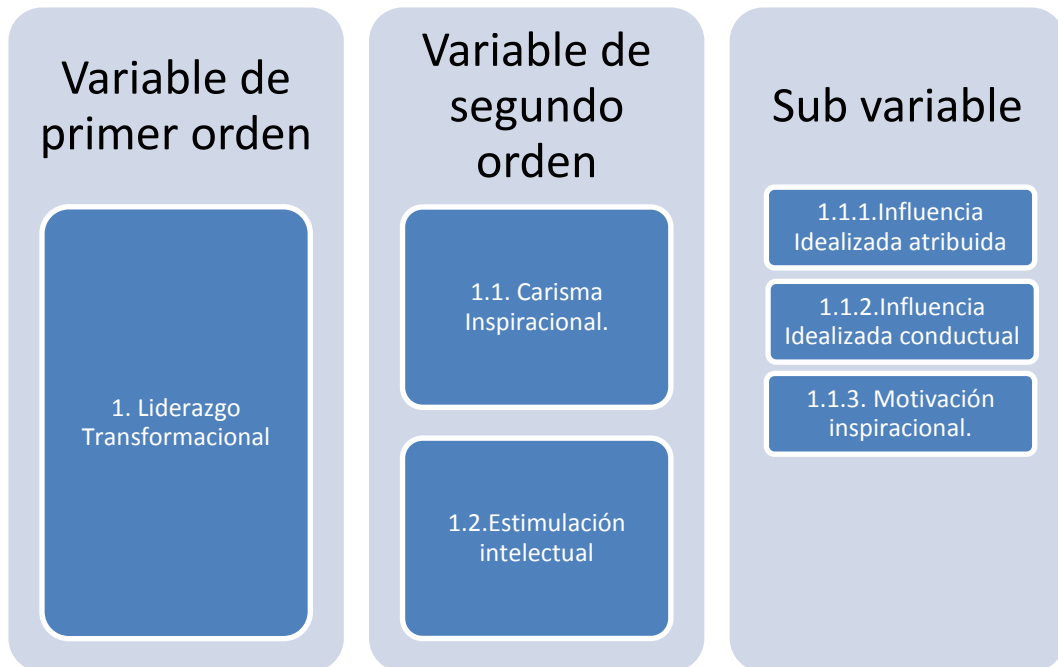 Variable de
primer orden
1. Liderazgo
Transformacional
Variable de
segundo
orden
1.1. Carisma
Inspiracional.
1.2.Estimulación
intelectual
Sub variable
1.1.1.Influencia
Idealizada atribuida
1.1.2.Influencia
Idealizada conductual
1.1.3. Motivación
inspiracional.